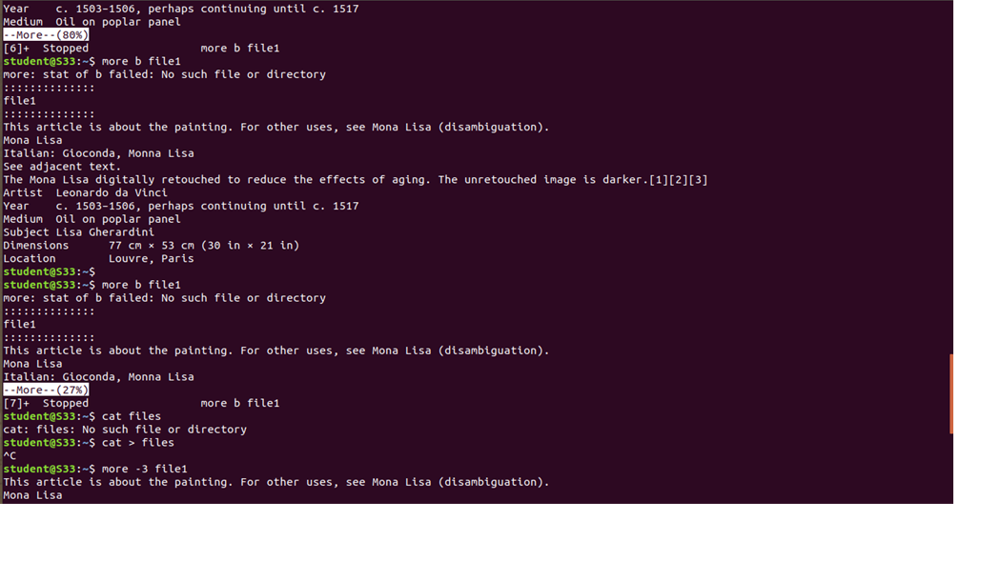 Year    c. 1503–1506, perhaps continuing until c. 1517
Medium  Oil on poplar panel
--More--(80%)
[6]+  Stopped                 more b file1
student@S33:~$ more b file1
more: stat of b failed: No such file or directory
::::::::::::::
file1
::::::::::::::
This article is about the painting. For other uses, see Mona Lisa (disambiguation).
Mona Lisa
Italian: Gioconda, Monna Lisa
See adjacent text.
The Mona Lisa digitally retouched to reduce the effects of aging. The unretouched image is darker.[1][2][3]
Artist  Leonardo da Vinci
Year    c. 1503–1506, perhaps continuing until c. 1517
Medium  Oil on poplar panel
Subject Lisa Gherardini
Dimensions      77 cm × 53 cm (30 in × 21 in)
Location        Louvre, Paris
student@S33:~$
student@S33:~$ more b file1
more: stat of b failed: No such file or directory
::::::::::::::
file1
::::::::::::::
This article is about the painting. For other uses, see Mona Lisa (disambiguation).
Mona Lisa
Italian: Gioconda, Monna Lisa
--More--(27%)
[7]+  Stopped                 more b file1
student@S33:~$ cat files
cat: files: No such file or directory
student@S33:~$ cat > files
^C
student@S33:~$ more -3 file1
This article is about the painting. For other uses, see Mona Lisa (disambiguation).
Mona Lisa